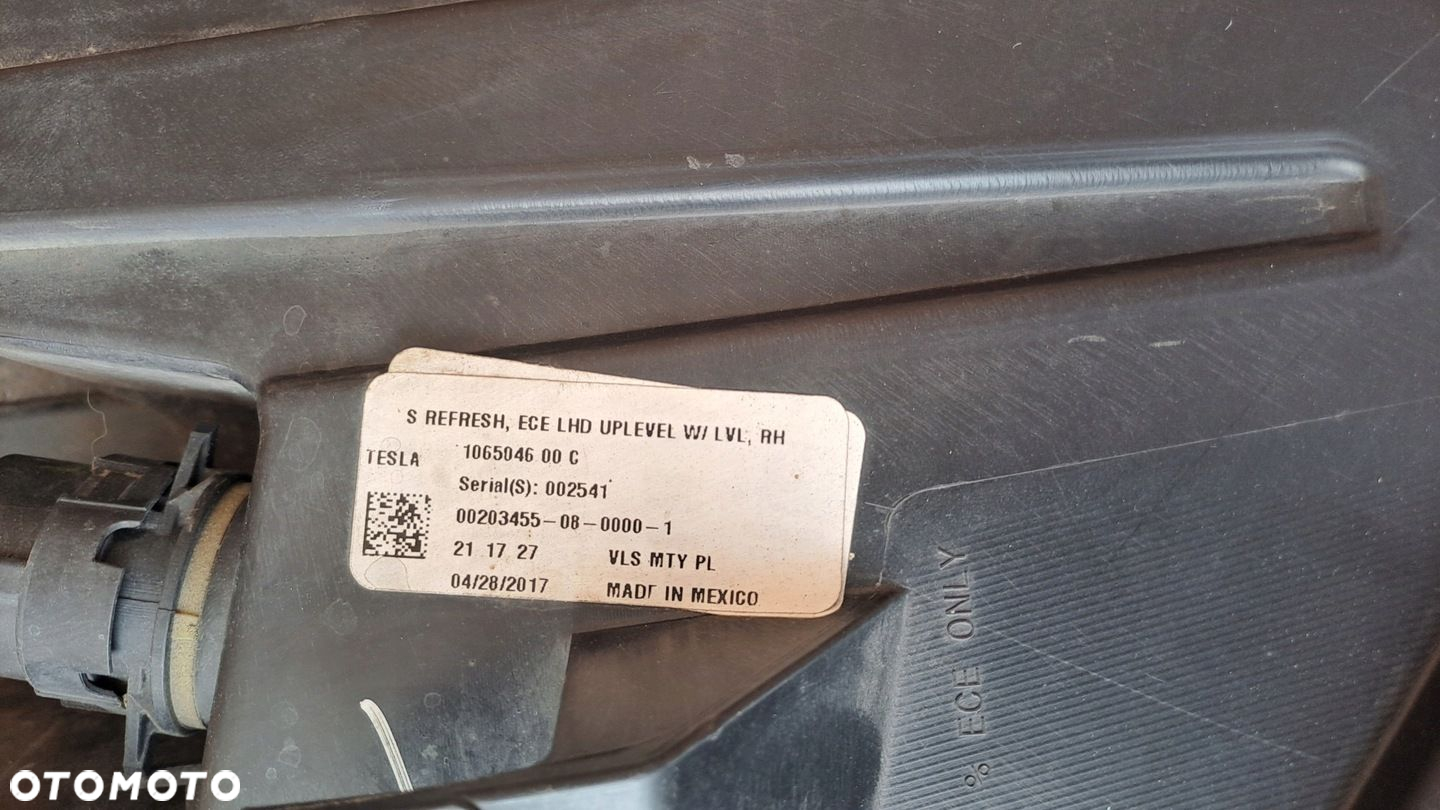 S REFRESH, ECE LHD UPLEVEL W/ LVL, RH
TESLA
1065046 00 C
Serial(S): 002541
00203455-08-0000-1
21 17 27 VLS MTY PL
04/28/2017 MADE IN MEXICO
% ECE ONLY
OTOMOTO